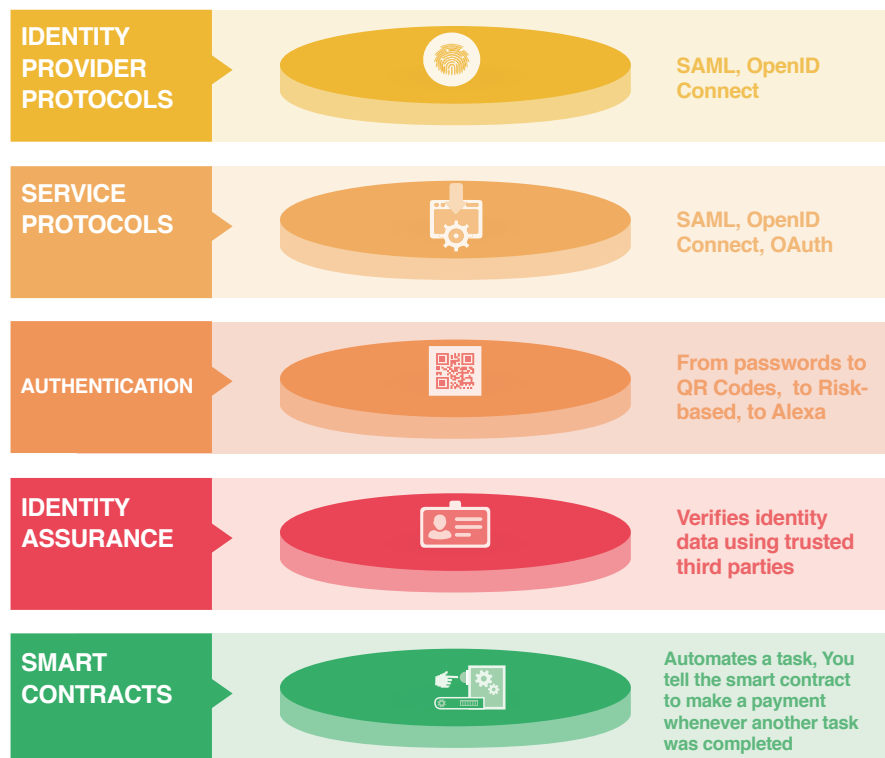 IDENTITY
PROVIDER
PROTOCOLS
SAML, OpenID
Connect
SERVICE
PROTOCOLS
SAML, OpenID
Connect, OAuth
AUTHENTICATION
From passwords to
QR Codes,  to Risk-
based, to Alexa
IDENTITY
ASSURANCE
Verifies identity
data using trusted
third parties
SMART
CONTRACTS
Automates a task, You
tell the smart contract
to make a payment
whenever another task
was completed